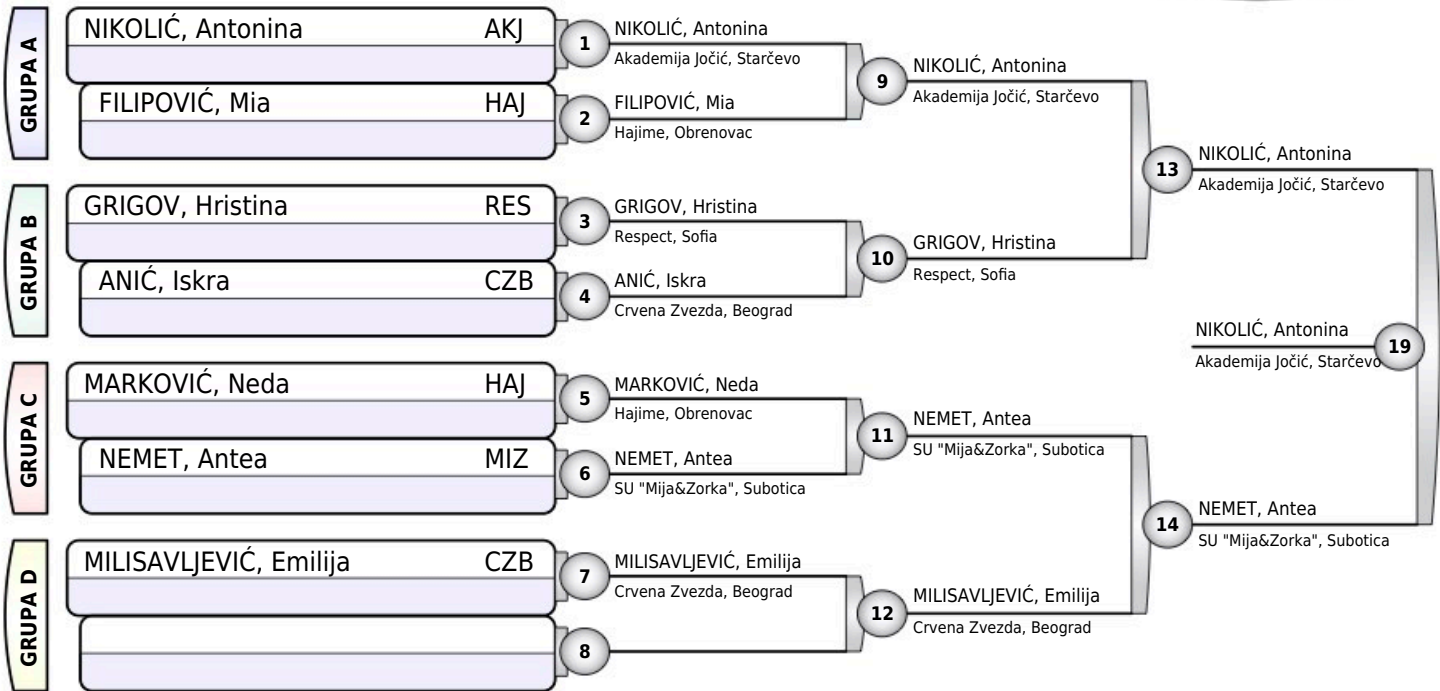 GRUPA A
NIKOLIĆ, Antonina AKJ
FILIPOVIĆ, Mia HAJ
GRUPA B
GRIGOV, Hristina RES
ANIĆ, Iskra CZB
GRUPA C
MARKOVIĆ, Neda HAJ
NEMET, Antea MIZ
GRUPA D
MILISAVLJEVIĆ, Emilija CZB
1
NIKOLIĆ, Antonina
Akademija Jočić, Starčevo
2
FILIPOVIĆ, Mia
Hajime, Obrenovac
3
GRIGOV, Hristina
Respect, Sofia
4
ANIĆ, Iskra
Crvena Zvezda, Beograd
5
MARKOVIĆ, Neda
Hajime, Obrenovac
6
NEMET, Antea
SU "Mija&Zorka", Subotica
7
MILISAVLJEVIĆ, Emilija
Crvena Zvezda, Beograd
8
9
NIKOLIĆ, Antonina
Akademija Jočić, Starčevo
10
GRIGOV, Hristina
Respect, Sofia
11
NEMET, Antea
SU "Mija&Zorka", Subotica
12
MILISAVLJEVIĆ, Emilija
Crvena Zvezda, Beograd
13
NIKOLIĆ, Antonina
Akademija Jočić, Starčevo
14
NEMET, Antea
SU "Mija&Zorka", Subotica
NIKOLIĆ, Antonina
Akademija Jočić, Starčevo
19